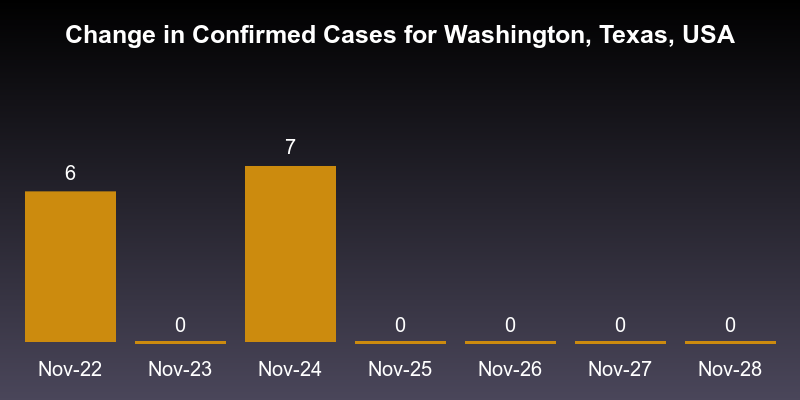 Change in Confirmed Cases for Washington, Texas, USA
7
6
0
0
0
0
0
Nov-22
Nov-23
Nov-24
Nov-25
Nov-26
Nov-27
Nov-28